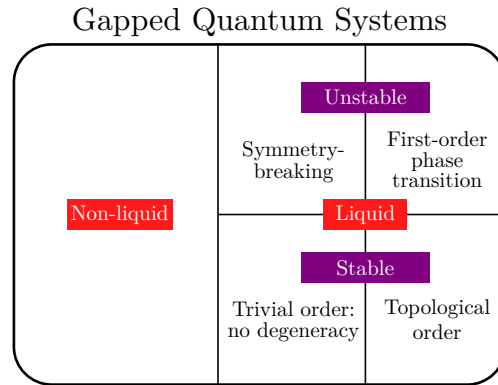 Gapped Quantum Systems
Unstable
Symmetry-
breaking
First-order
phase
transition
Non-liquid
Liquid
Stable
Trivial order:
no degeneracy
Topological
order